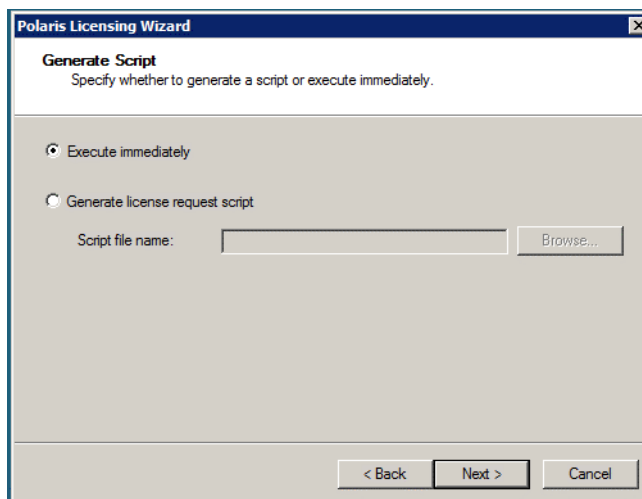 Polaris Licensing Wizard
Generate Script
Specify whether to generate a script or execute immediately.
Execute immediately
Generate license request script
Script file name:
Browse...
< Back
Next >
Cancel